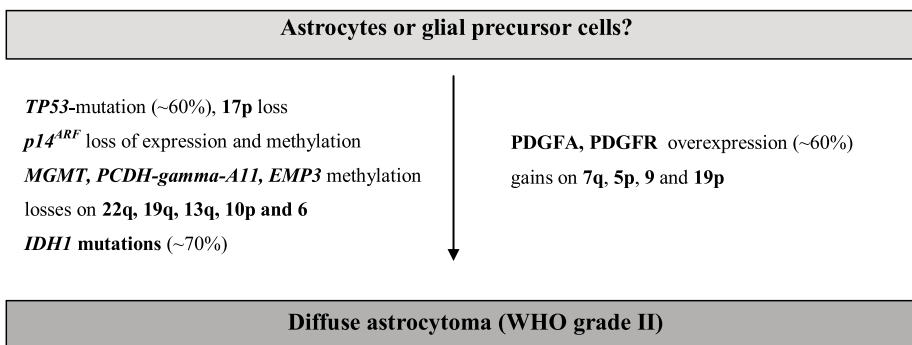 Astrocytes or glial precursor cells?
TP53-mutation (~60%), 17p loss
p14ARF loss of expression and methylation
MGMT, PCDH-gamma-A11, EMP3 methylation
losses on 22q, 19q, 13q, 10p and 6
IDH1 mutations (~70%)
PDGFA, PDGFR overexpression (~60%)
gains on 7q, 5p, 9 and 19p
Diffuse astrocytoma (WHO grade II)